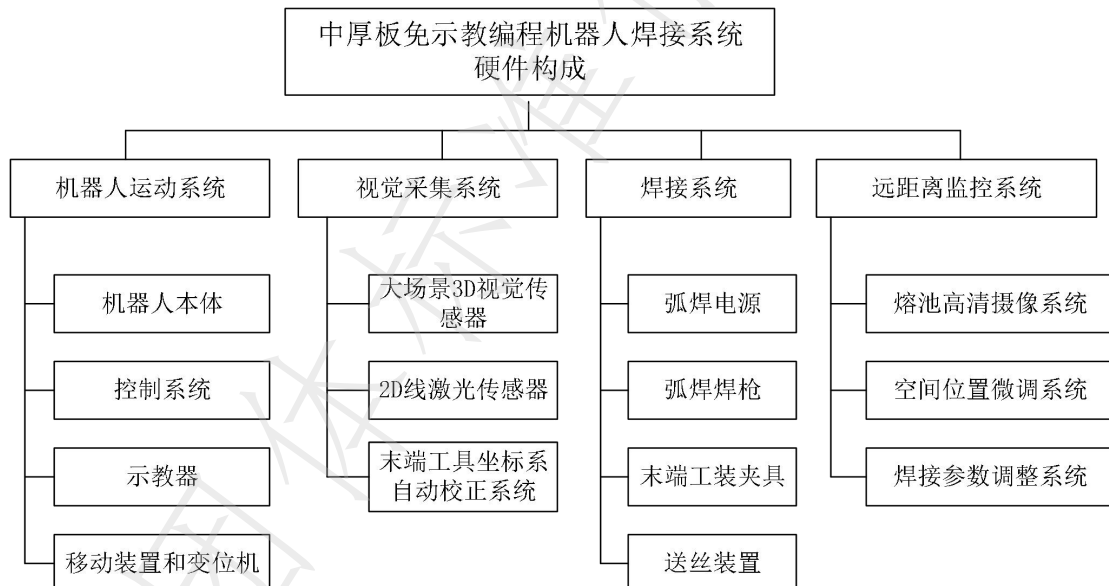 中厚板免示教编程机器人焊接系统
硬件构成
机器人运动系统
视觉采集系统
焊接系统
远距离监控系统
机器人本体
控制系统
示教器
移动装置和变位机
大场景3D视觉传
感器
2D线激光传感器
末端工具坐标系
自动校正系统
弧焊电源
弧焊焊枪
末端工装夹具
送丝装置
熔池高清摄像系统
空间位置微调系统
焊接参数调整系统
团体标准